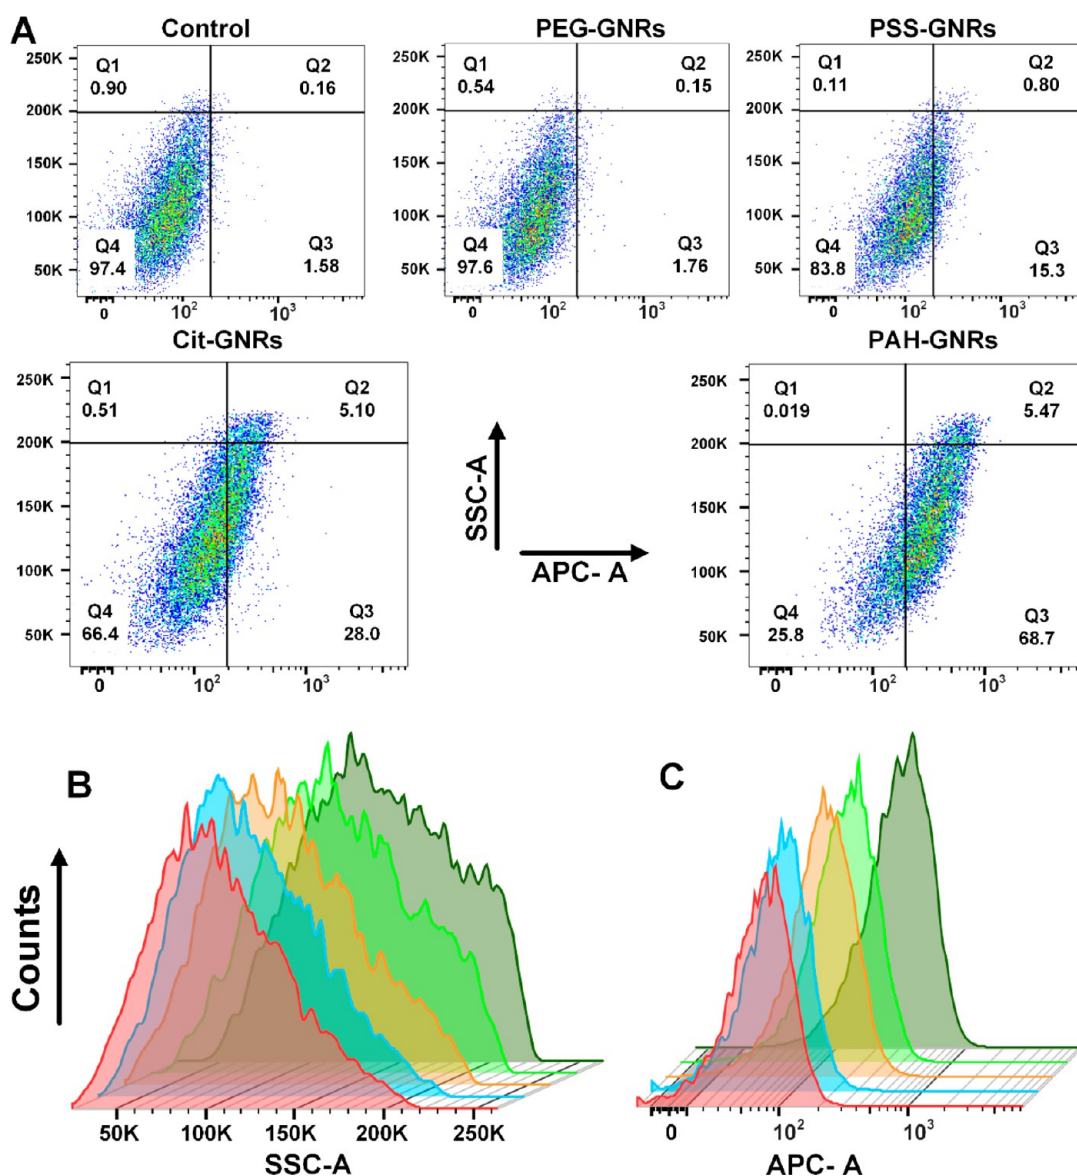 A
Control
PEG-GNRs
PSS-GNRs
250K
200K
150K
100K
50K
Q1
0.90
Q2
0.16
Q4
97.4
Q3
1.58
0
10²
10³
250K
200K
150K
100K
50K
Q1
0.54
Q2
0.15
Q4
97.6
Q3
1.76
0
10²
10³
250K
200K
150K
100K
50K
Q1
0.11
Q2
0.80
Q4
83.8
Q3
15.3
0
10²
10³
Cit-GNRs
PAH-GNRs
250K
200K
150K
100K
50K
Q1
0.51
Q2
5.10
Q4
66.4
Q3
28.0
0
10²
10³
SSC-A
APC- A
250K
200K
150K
100K
50K
Q1
0.019
Q2
5.47
Q4
25.8
Q3
68.7
0
10²
10³
B
Counts
50K
100K
150K
200K
250K
SSC-A
C
0
10²
10³
APC- A